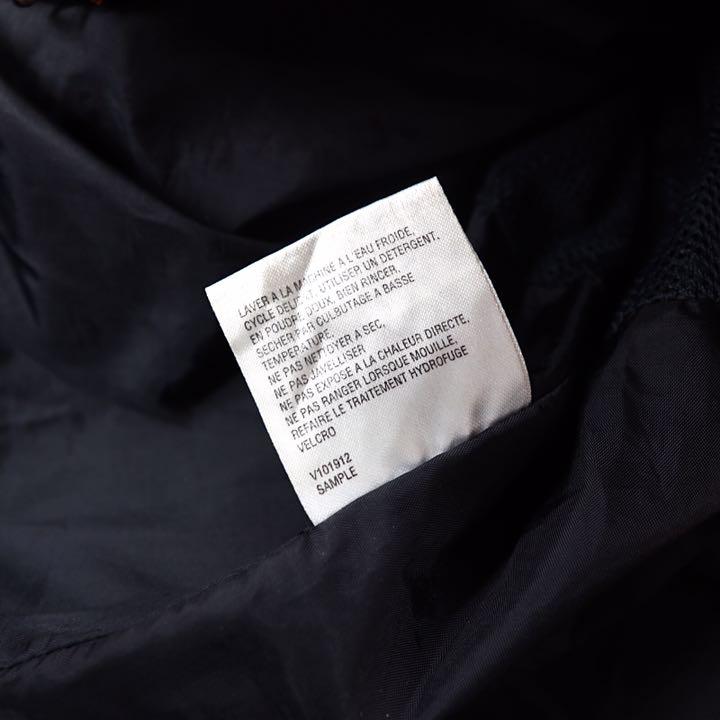 LAVER A LA MACHINE A L'EAU FROIDE,
CYCLE DELICAT, UTILISER UN DETERGENT,
EN POUDRE DOUX, BIEN RINCER.
SECHER PAR CULBUTAGE A BASSE
TEMPERATURE.
NE PAS NETTOYER A SEC,
NE PAS JAVELLISER
NE PAS EXPOSE A LA CHALEUR DIRECTE,
NE PAS RANGER LORSQUE MOUILLE,
REFAIRE LE TRAITEMENT HYDROFUGE
VELCRO
V101912
SAMPLE